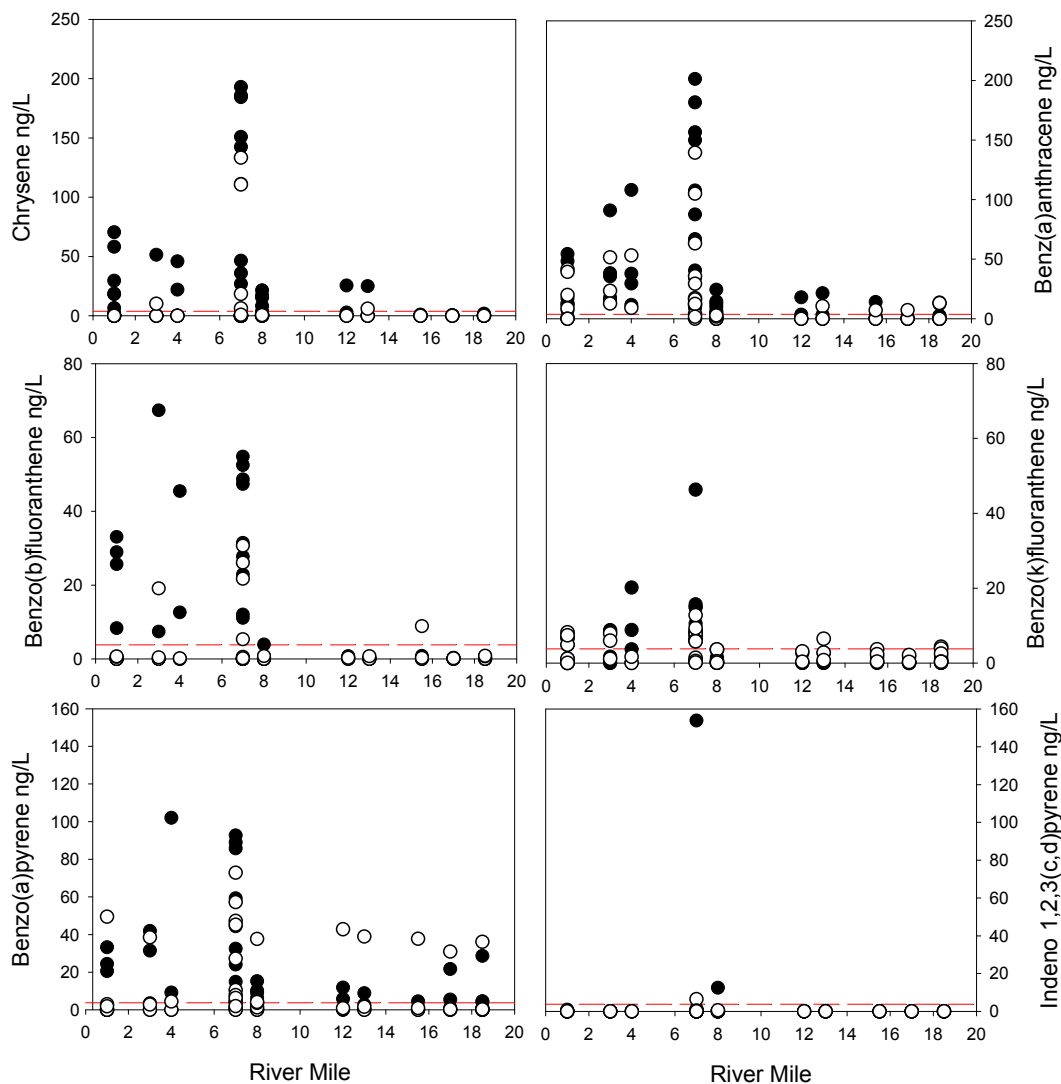 Chrysene ng/L
250
200
150
100
50
0
0 2 4 6 8 10 12 14 16 18 20
Benz(a)anthracene ng/L
250
200
150
100
50
0
0 2 4 6 8 10 12 14 16 18 20
Benzo(b)fluoranthene ng/L
80
60
40
20
0
0 2 4 6 8 10 12 14 16 18 20
Benzo(k)fluoranthene ng/L
80
60
40
20
0
0 2 4 6 8 10 12 14 16 18 20
Benzo(a)pyrene ng/L
160
140
120
100
80
60
40
20
0
0 2 4 6 8 10 12 14 16 18 20
River Mile
Indeno 1,2,3(c,d)pyrene ng/L
160
140
120
100
80
60
40
20
0
0 2 4 6 8 10 12 14 16 18 20
River Mile